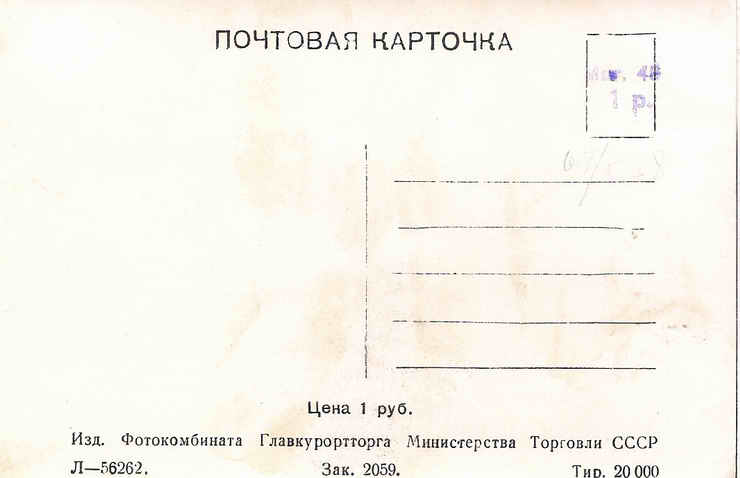 ПОЧТОВАЯ КАРТОЧКА
1 р.
Цена 1 руб.
Изд. Фотокомбината Главкурортторга Министерства Торговли СССР
Л—56262. Зак. 2059. Тир. 20 000